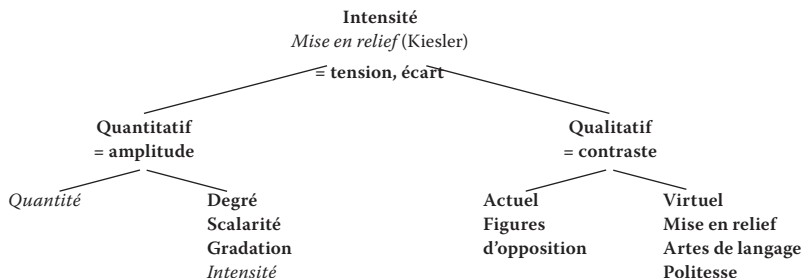 Intensité
Mise en relief (Kiesler)
= tension, écart
Quantitatif
= amplitude
Qualitatif
= contraste
Quantité
Degré
Scalarité
Gradation
Intensité
Actuel
Figures
d'opposition
Virtuel
Mise en relief
Artes de langage
Politesse